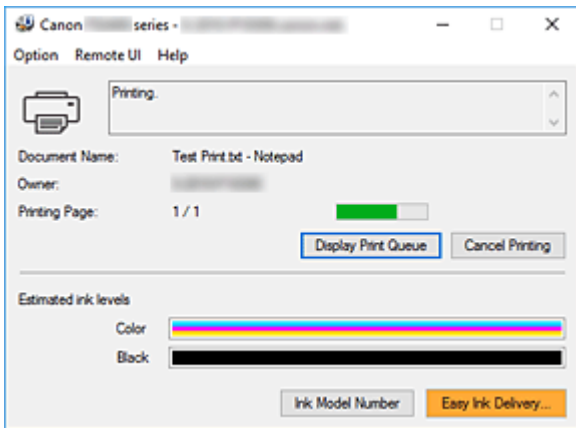 Canon series -
Option Remote UI Help
Printing.
Document Name: Test Print.txt - Notepad
Owner:
Printing Page: 1 / 1
Display Print Queue Cancel Printing
Estimated ink levels
Color
Black
Ink Model Number Easy Ink Delivery...